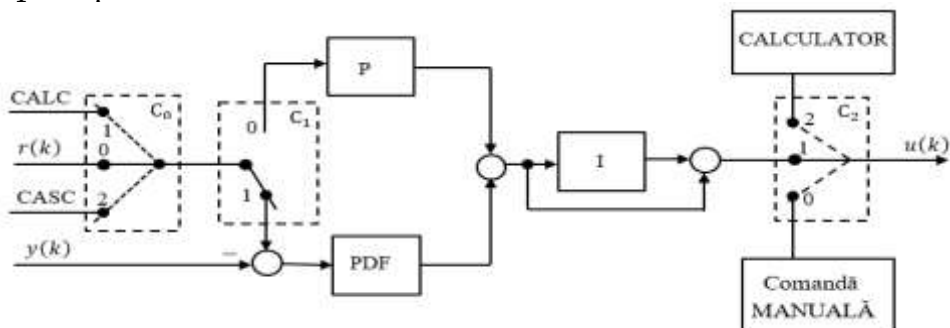 CALCULATOR
P
CALC
C₀
C₁
C₂
1
0
2
r(k)
0
1
u(k)
I
CASC
2
1
0
y(k)
−
PDF
Comandă
MANUALĂ